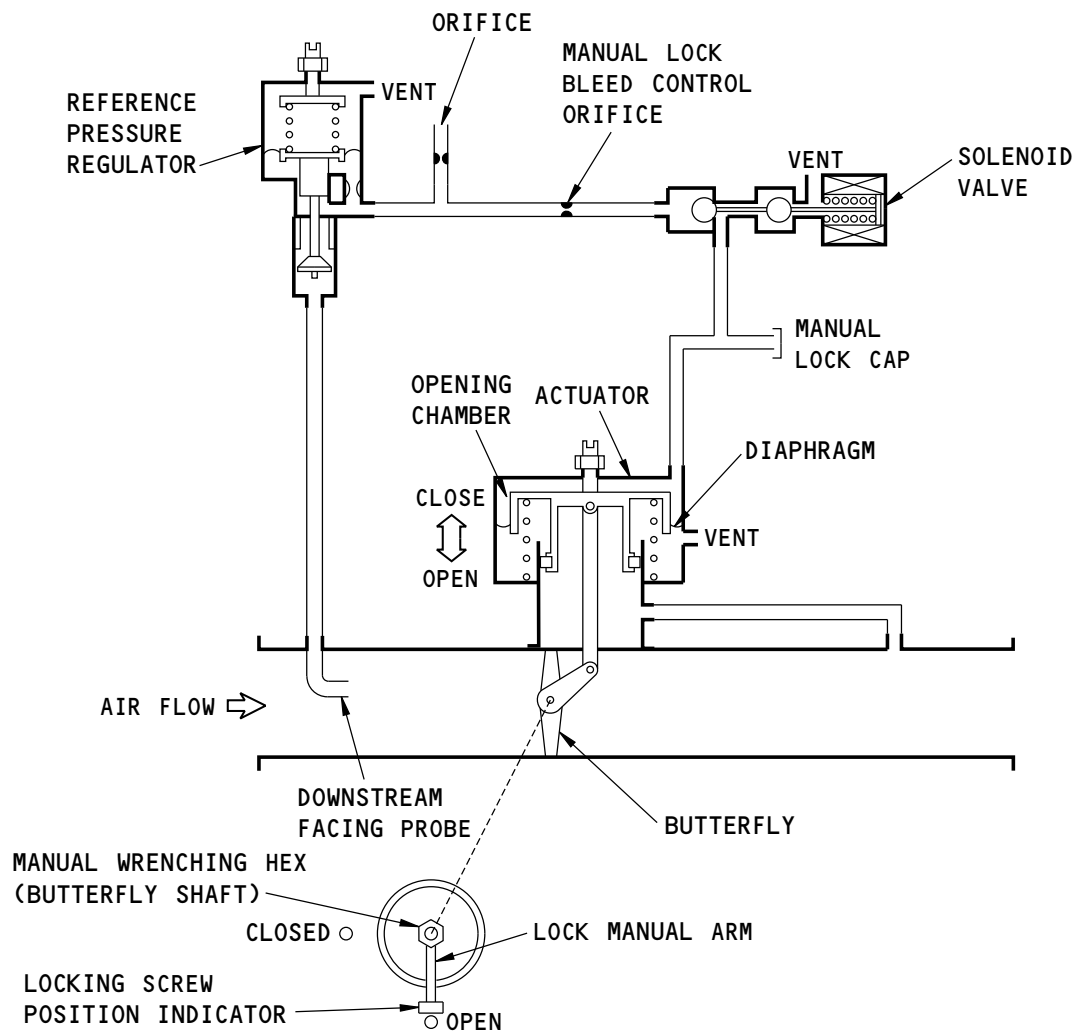 ORIFICE
MANUAL LOCK
BLEED CONTROL
ORIFICE
REFERENCE
PRESSURE
REGULATOR
VENT
VENT
SOLENOID
VALVE
MANUAL
LOCK CAP
OPENING
CHAMBER
ACTUATOR
DIAPHRAGM
CLOSE
OPEN
VENT
AIR FLOW
DOWNSTREAM
FACING PROBE
BUTTERFLY
MANUAL WRENCHING HEX
(BUTTERFLY SHAFT)
CLOSED
LOCK MANUAL ARM
LOCKING SCREW
POSITION INDICATOR
OPEN